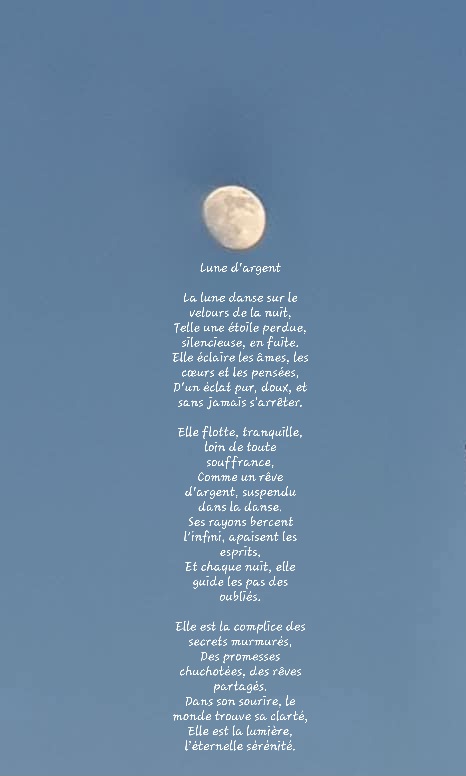 Lune d'argent
La lune danse sur le
velours de la nuit,
Telle une étoile perdue,
silencieuse, en fuite.
Elle éclaire les âmes, les
cœurs et les pensées,
D'un éclat pur, doux, et
sans jamais s'arrêter.
Elle flotte, tranquille,
loin de toute
souffrance,
Comme un rêve
d'argent, suspendu
dans la danse.
Ses rayons bercent
l'infini, apaisent les
esprits,
Et chaque nuit, elle
guide les pas des
oubliés.
Elle est la complice des
secrets murmurés,
Des promesses
chuchotées, des rêves
partagés.
Dans son sourire, le
monde trouve sa clarté,
Elle est la lumière,
l'éternelle sérénité.